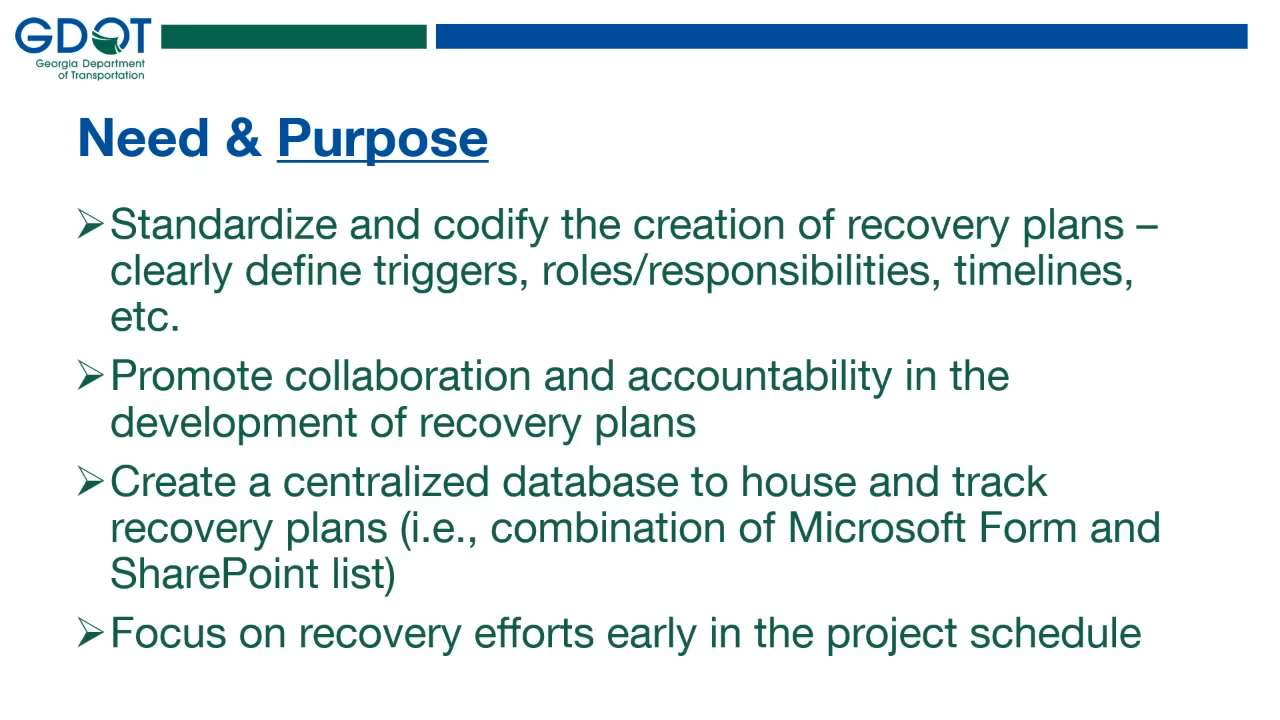 GDOT
Georgia Department
of Transportation
Need & Purpose
➢Standardize and codify the creation of recovery plans –
clearly define triggers, roles/responsibilities, timelines,
etc.
➢Promote collaboration and accountability in the
development of recovery plans
➢Create a centralized database to house and track
recovery plans (i.e., combination of Microsoft Form and
SharePoint list)
➢Focus on recovery efforts early in the project schedule